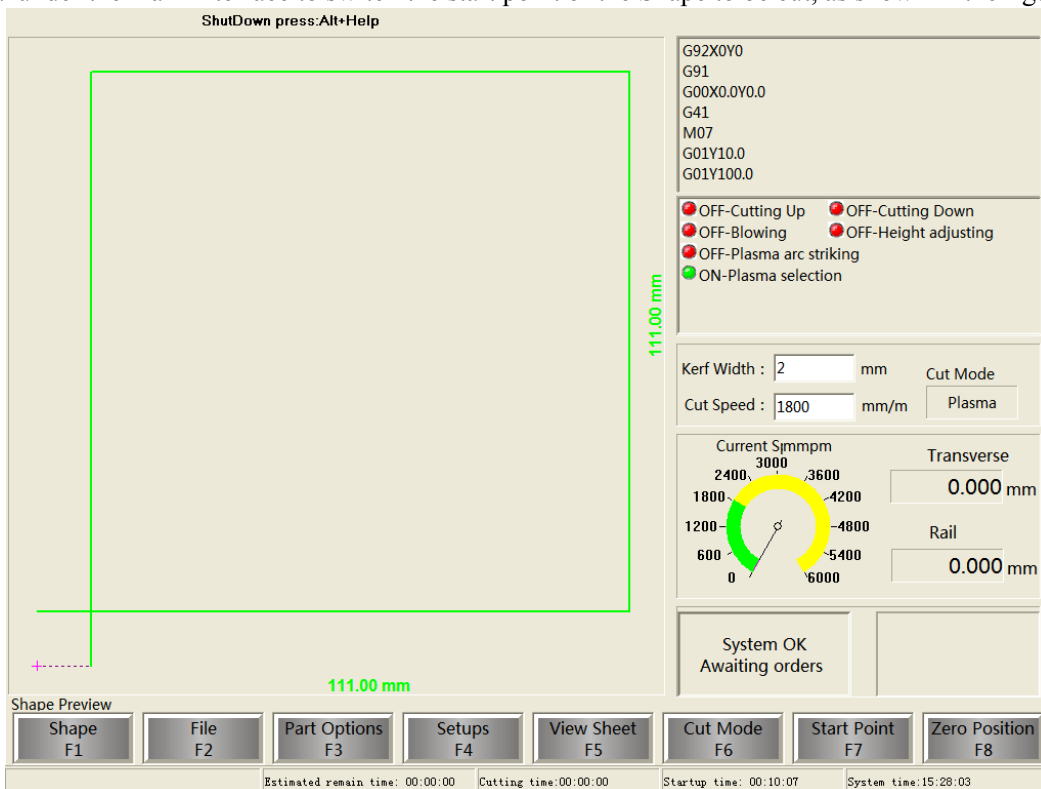 ShutDown press:Alt+Help
G92X0Y0
G91
G00X0.0Y0.0
G41
M07
G01Y10.0
G01Y100.0
OFF-Cutting Up OFF-Cutting Down
OFF-Blowing OFF-Height adjusting
OFF-Plasma arc striking
ON-Plasma selection
111.00 mm
Kerf Width : 2 mm
Cut Mode
Cut Speed : 1800 mm/m
Plasma
Current Smmpm
0
600
1200
1800
2400
3000
3600
4200
4800
5400
6000
Transverse
0.000 mm
Rail
0.000 mm
System OK
Awaiting orders
111.00 mm
Shape Preview
Shape
F1
File
F2
Part Options
F3
Setups
F4
View Sheet
F5
Cut Mode
F6
Start Point
F7
Zero Position
F8
Estimated remain time: 00:00:00 Cutting time:00:00:00 Startup time: 00:10:07 System time:15:28:03